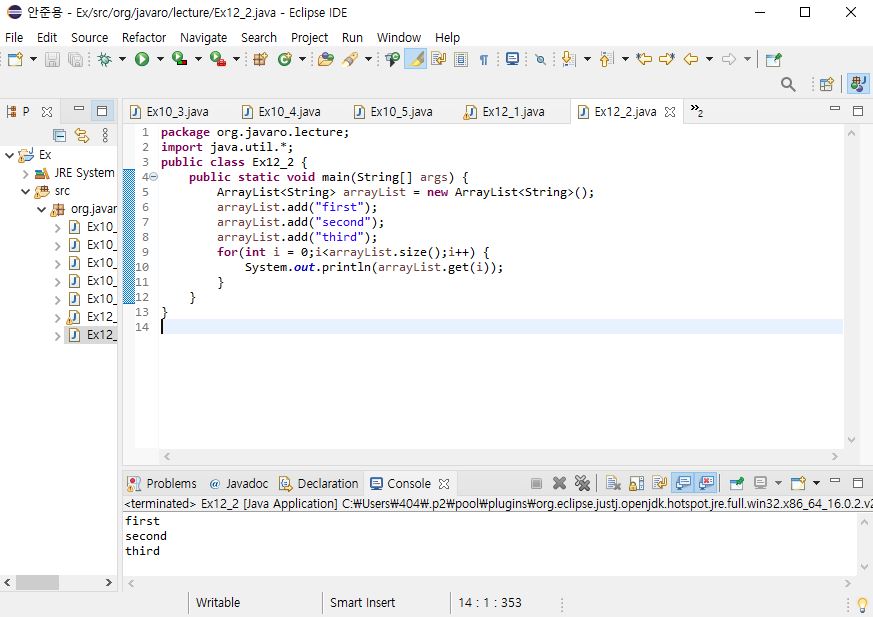 안준용 - Ex/src/org/javaro/lecture/Ex12_2.java - Eclipse IDE
File Edit Source Refactor Navigate Search Project Run Window Help
P
Ex10_3.java Ex10_4.java Ex10_5.java Ex12_1.java Ex12_2.java »2
Ex
JRE System
src
org.javar
Ex10_
Ex10_
Ex10_
Ex10_
Ex10_
Ex12_
Ex12_
1 package org.javaro.lecture;
2 import java.util.*;
3 public class Ex12_2 {
4 public static void main(String[] args) {
5 ArrayList<String> arrayList = new ArrayList<String>();
6 arrayList.add("first");
7 arrayList.add("second");
8 arrayList.add("third");
9 for(int i = 0;i<arrayList.size();i++) {
10 System.out.println(arrayList.get(i));
11 }
12 }
13 }
14
Problems @ Javadoc Declaration Console
<terminated> Ex12_2 [Java Application] C:₩Users₩404₩.p2₩pool₩plugins₩org.eclipse.justj.openjdk.hotspot.jre.full.win32.x86_64_16.0.2.v2
first
second
third
Writable Smart Insert 14 : 1 : 353